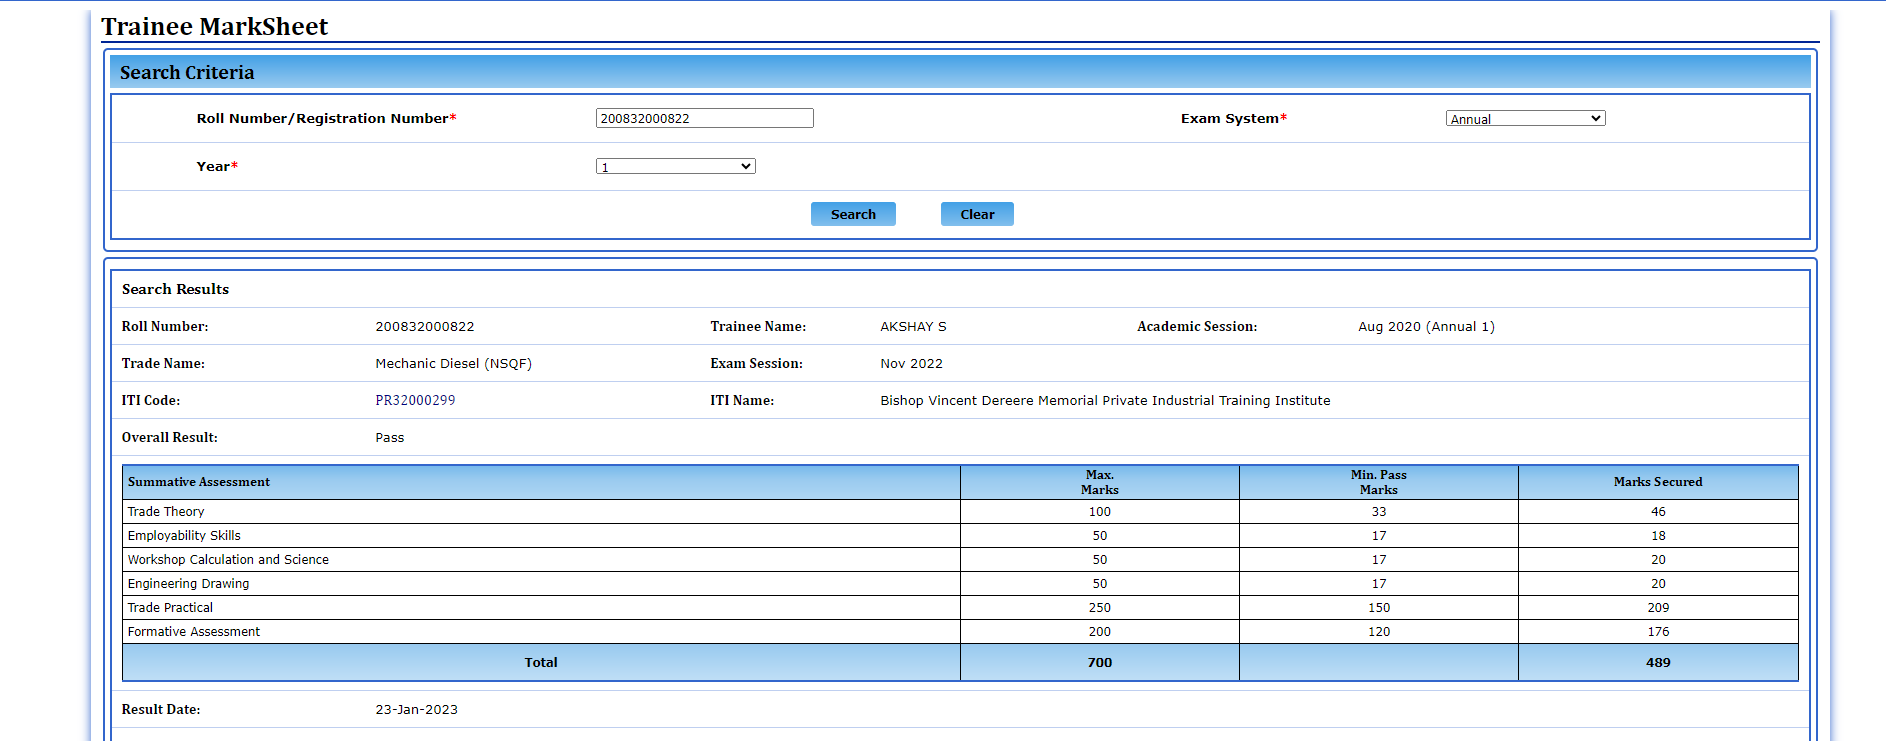 Trainee MarkSheet
Search Criteria
Roll Number/Registration Number* 200832000822 Exam System* Annual
Year* 1
Search Clear
Search Results
Roll Number: 200832000822 Trainee Name: AKSHAY S Academic Session: Aug 2020 (Annual 1)
Trade Name: Mechanic Diesel (NSQF) Exam Session: Nov 2022
ITI Code: PR32000299 ITI Name: Bishop Vincent Dereere Memorial Private Industrial Training Institute
Overall Result: Pass
Summative Assessment Max. Marks Min. Pass Marks Marks Secured
Trade Theory 100 33 46
Employability Skills 50 17 18
Workshop Calculation and Science 50 17 20
Engineering Drawing 50 17 20
Trade Practical 250 150 209
Formative Assessment 200 120 176
Total 700 489
Result Date: 23-Jan-2023